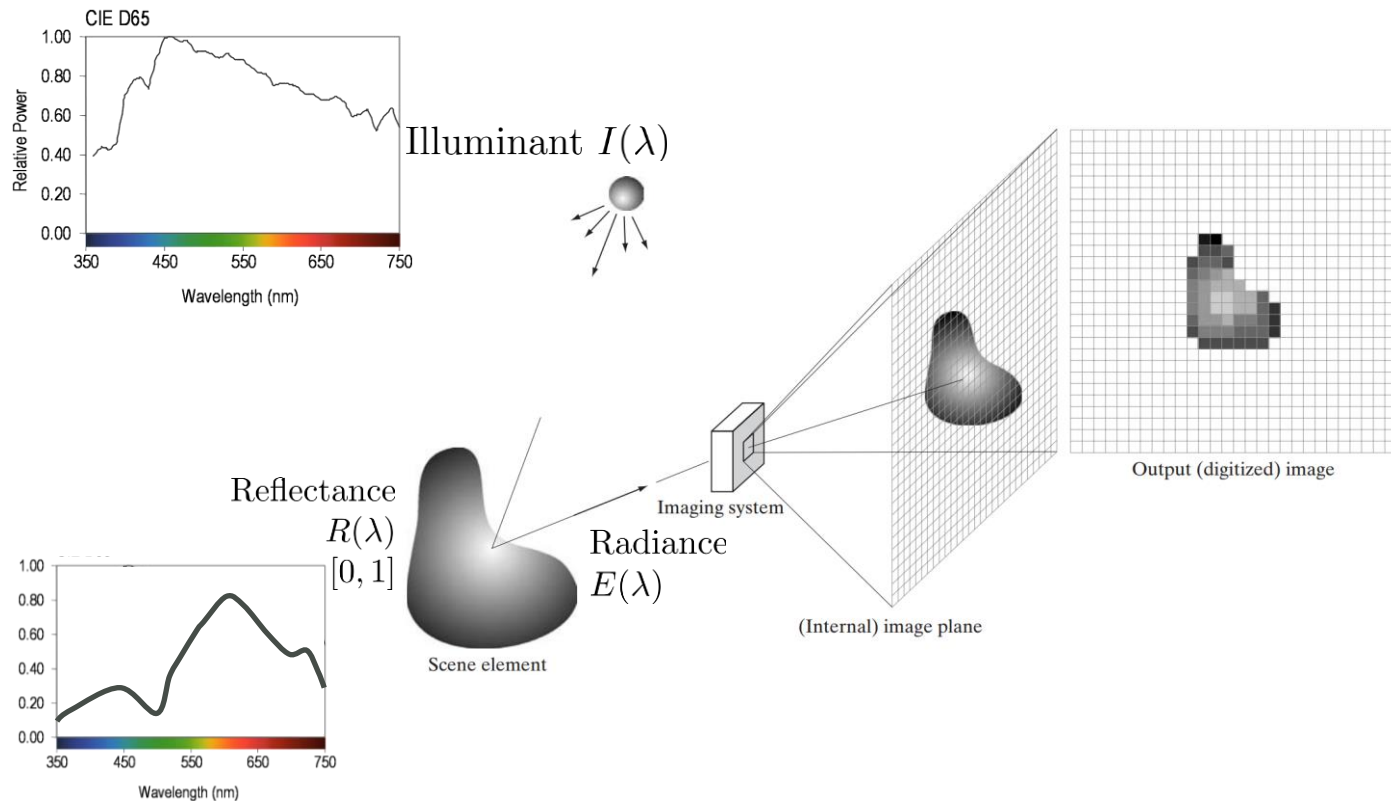 CIE D65
1.00
0.80
0.60
0.40
0.20
0.00
Relative Power
350 450 550 650 750
Wavelength (nm)
Illuminant I(λ)
Output (digitized) image
Imaging system
(Internal) image plane
Reflectance
R(λ)
[0, 1]
Radiance
E(λ)
Scene element
1.00
0.80
0.60
0.40
0.20
0.00
350 450 550 650 750
Wavelength (nm)